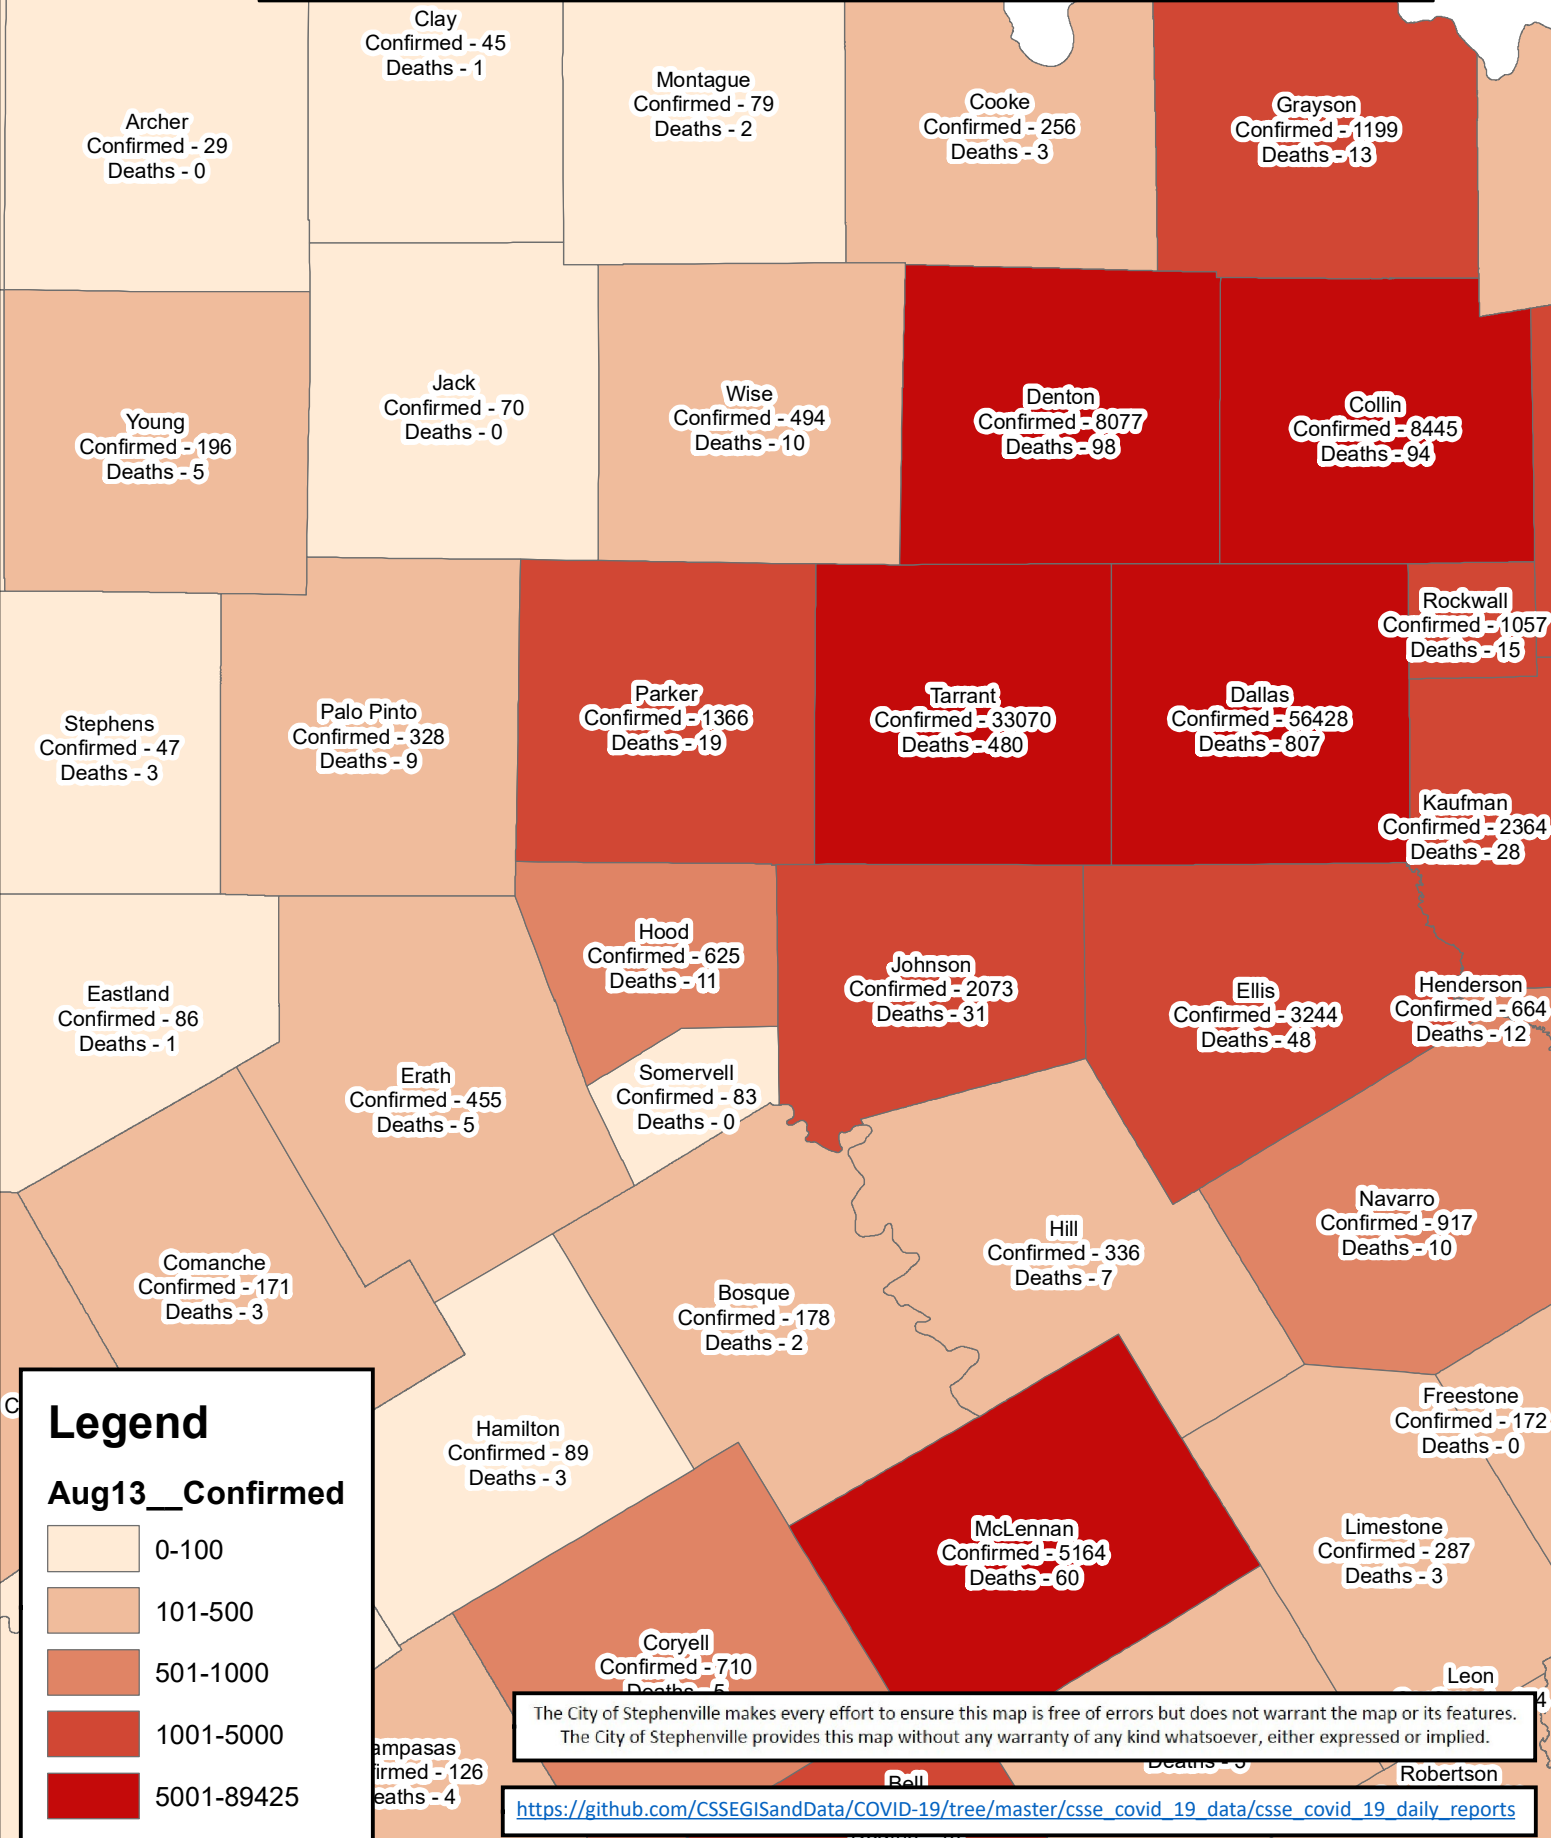 Clay
Confirmed - 45
Deaths - 1
Montague
Confirmed - 79
Deaths - 2
Cooke
Confirmed - 256
Deaths - 3
Grayson
Confirmed - 1199
Deaths - 13
Archer
Confirmed - 29
Deaths - 0
Young
Confirmed - 196
Deaths - 5
Jack
Confirmed - 70
Deaths - 0
Wise
Confirmed - 494
Deaths - 10
Denton
Confirmed - 8077
Deaths - 98
Collin
Confirmed - 8445
Deaths - 94
Rockwall
Confirmed - 1057
Deaths - 15
Stephens
Confirmed - 47
Deaths - 3
Palo Pinto
Confirmed - 328
Deaths - 9
Parker
Confirmed - 1366
Deaths - 19
Tarrant
Confirmed - 33070
Deaths - 480
Dallas
Confirmed - 56428
Deaths - 807
Kaufman
Confirmed - 2364
Deaths - 28
Eastland
Confirmed - 86
Deaths - 1
Erath
Confirmed - 455
Deaths - 5
Hood
Confirmed - 625
Deaths - 11
Somervell
Confirmed - 83
Deaths - 0
Johnson
Confirmed - 2073
Deaths - 31
Ellis
Confirmed - 3244
Deaths - 48
Henderson
Confirmed - 664
Deaths - 12
Comanche
Confirmed - 171
Deaths - 3
Bosque
Confirmed - 178
Deaths - 2
Hill
Confirmed - 336
Deaths - 7
Navarro
Confirmed - 917
Deaths - 10
Hamilton
Confirmed - 89
Deaths - 3
Freestone
Confirmed - 172
Deaths - 0
McLennan
Confirmed - 5164
Deaths - 60
Limestone
Confirmed - 287
Deaths - 3
Coryell
Confirmed - 710
Deaths - 5
Leon
4
ampasas
firmed - 126
eaths - 4
Bell
Deaths - 3
Robertson
C
Legend
Aug13__Confirmed
0-100
101-500
501-1000
1001-5000
5001-89425
The City of Stephenville makes every effort to ensure this map is free of errors but does not warrant the map or its features.
The City of Stephenville provides this map without any warranty of any kind whatsoever, either expressed or implied.
https://github.com/CSSEGISandData/COVID-19/tree/master/csse_covid_19_data/csse_covid_19_daily_reports